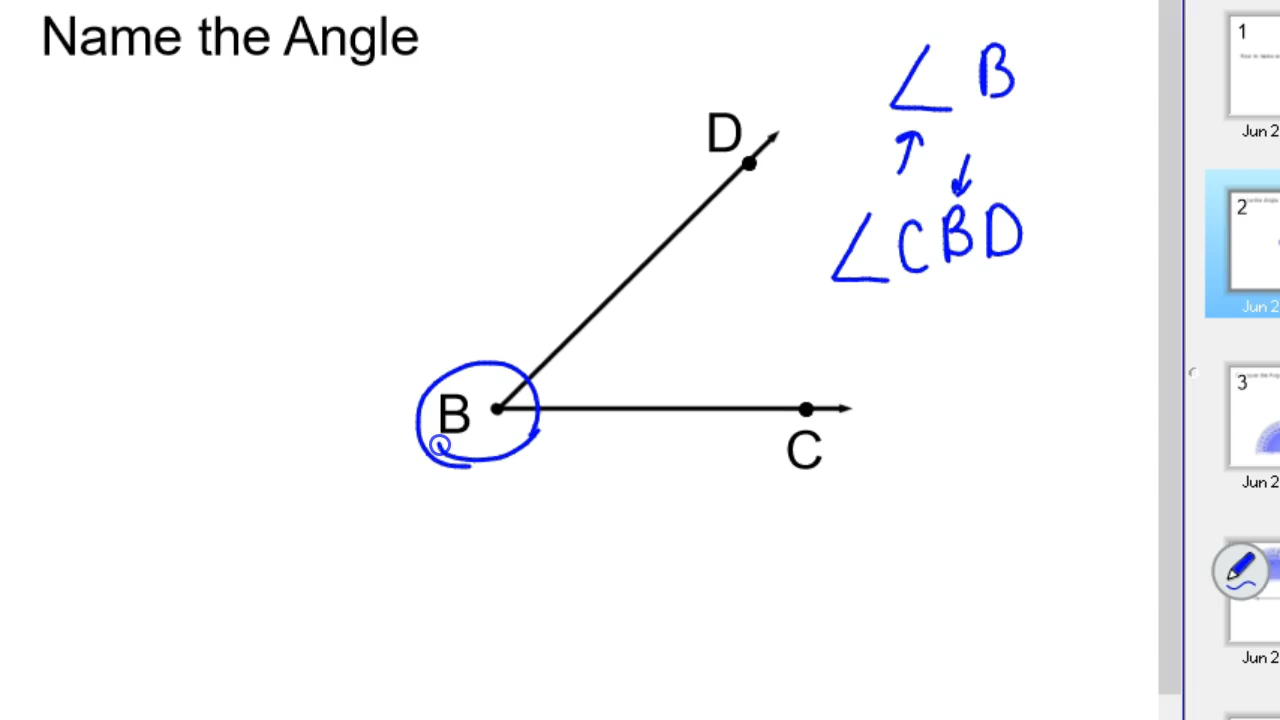 Name the Angle
∠ B
D
∠CBD
B
C
1
Jun 2
2
Jun 2
3
Jun 2
Jun 2